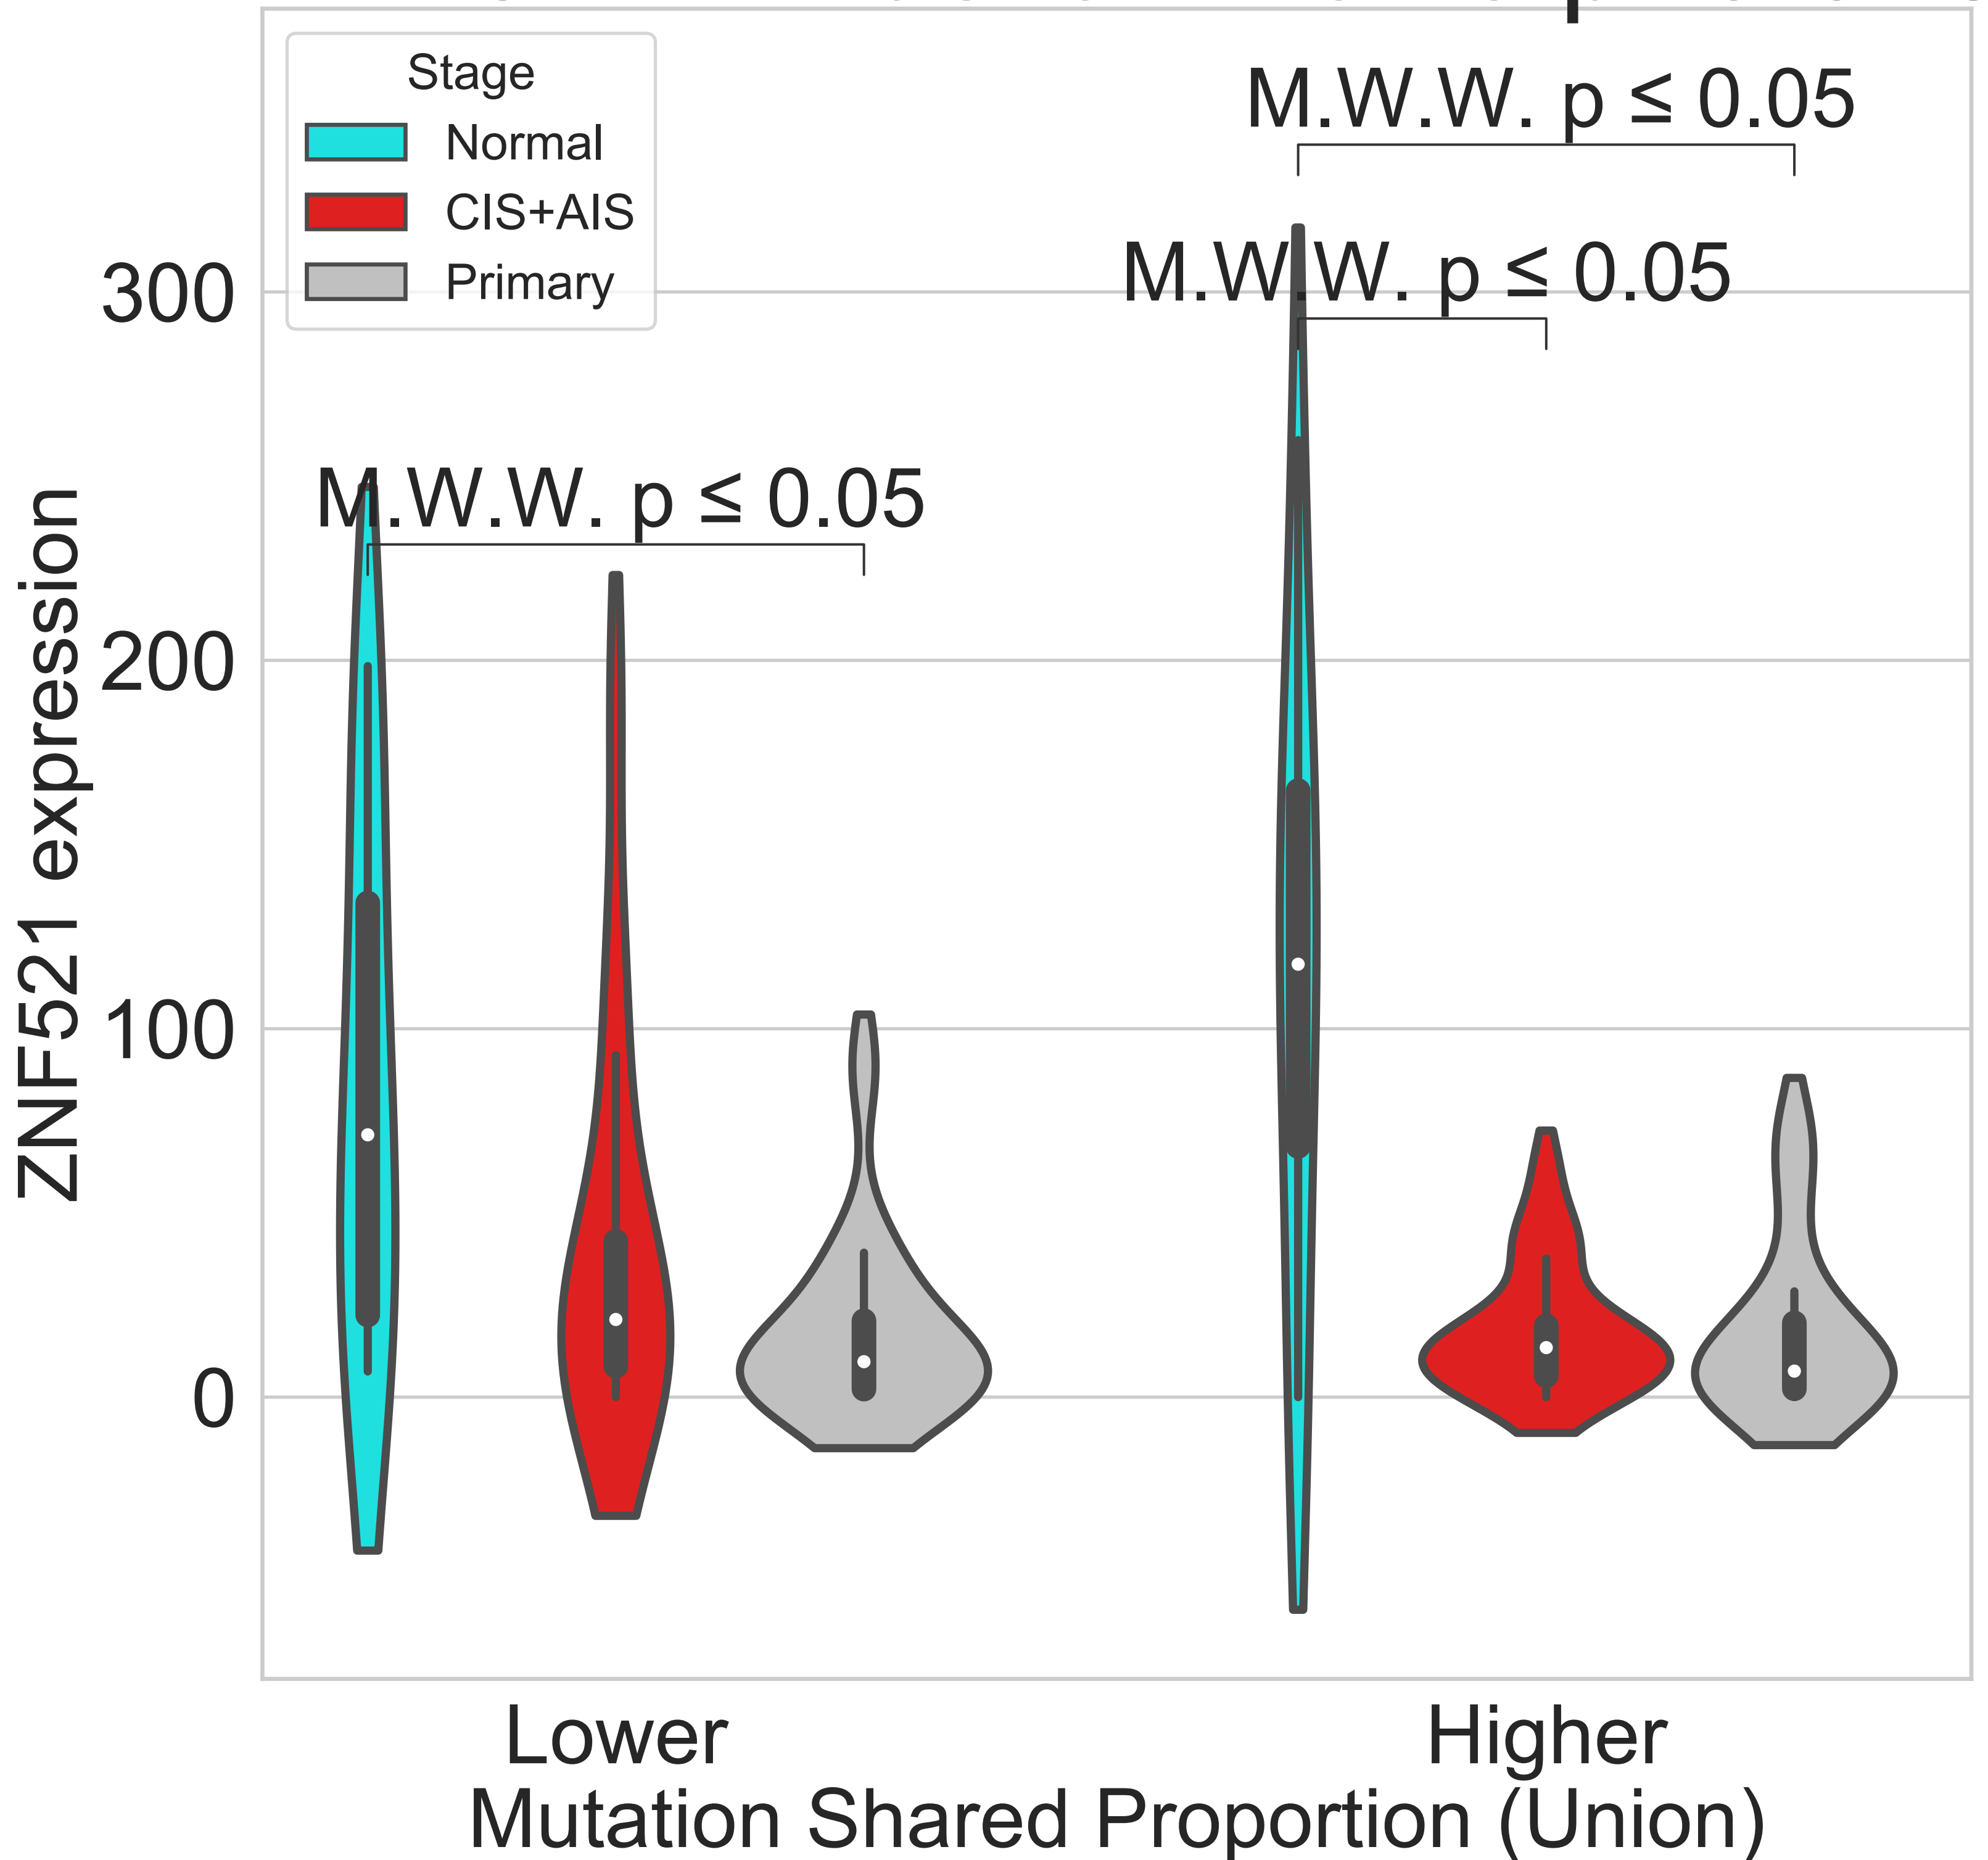 Stage
Normal
CIS+AIS
Primary
M.W.W. p ≤ 0.05
M.W.W. p ≤ 0.05
M.W.W. p ≤ 0.05
300
200
100
0
ZNF521 expression
Lower
Higher
Mutation Shared Proportion (Union)